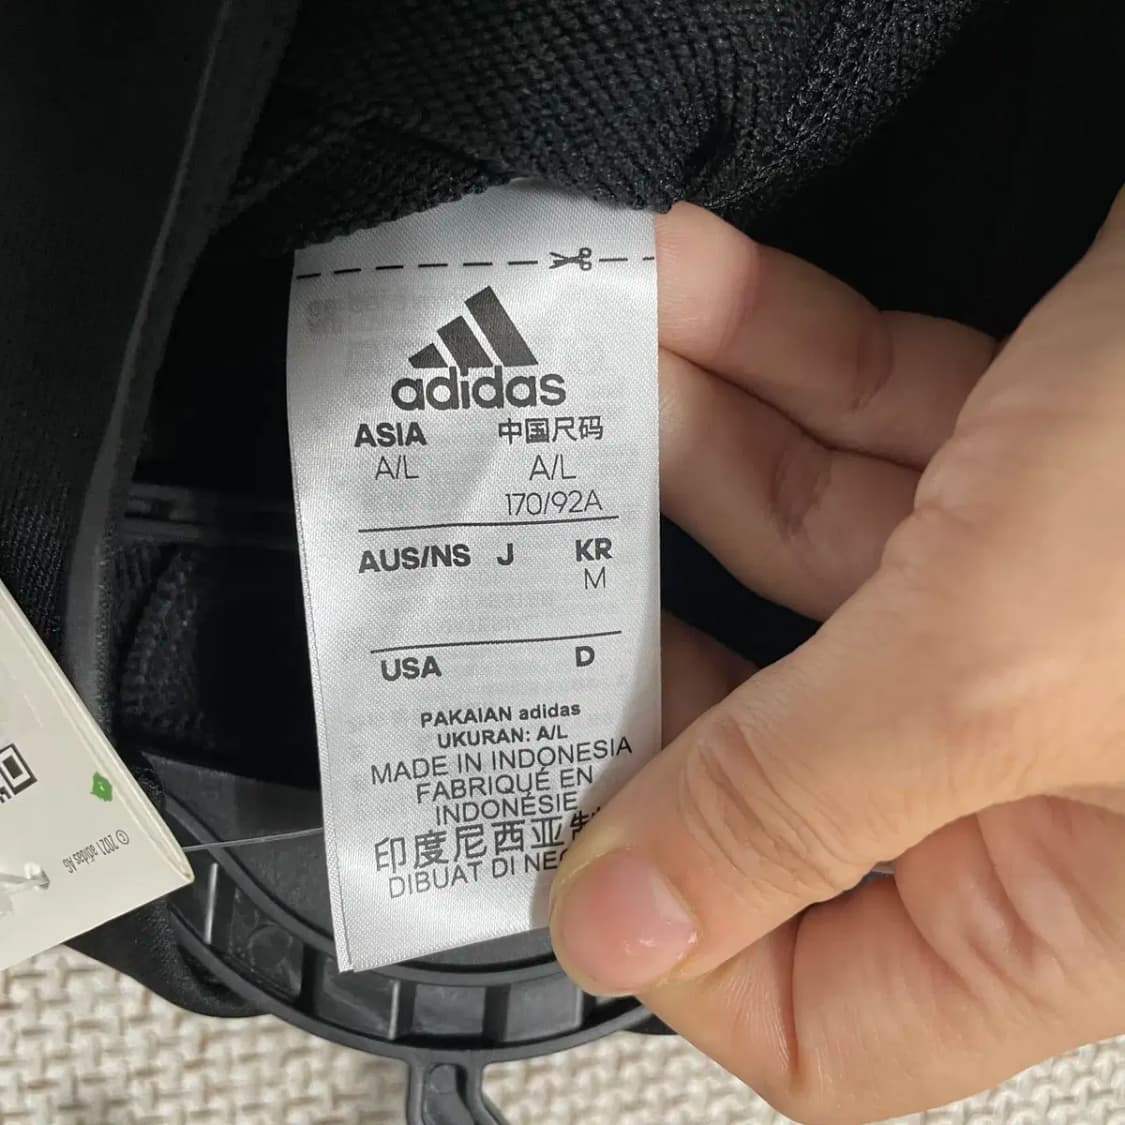 adidas
ASIA 中国尺码
A/L A/L
170/92A
AUS/NS J KR
M
USA D
PAKAIAN adidas
UKURAN: A/L
MADE IN INDONESIA
FABRIQUÉ EN
INDONÉSIE
印度尼西亚
DIBUAT DI
© 2021 adidas AG